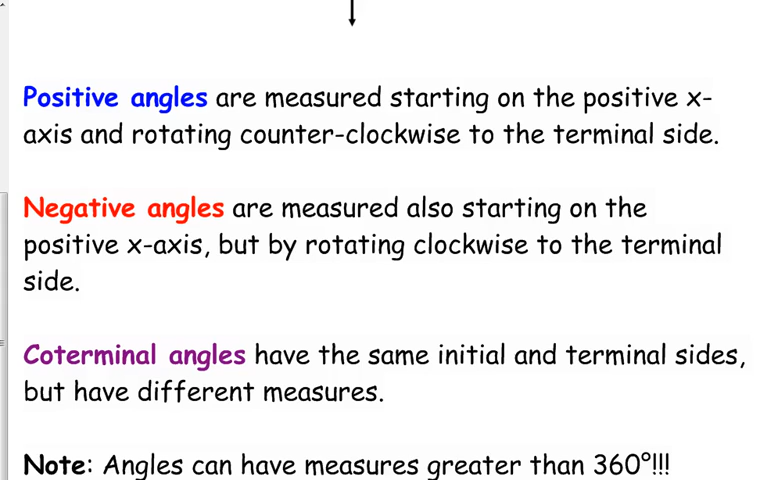 Positive angles are measured starting on the positive x-
axis and rotating counter-clockwise to the terminal side.
Negative angles are measured also starting on the
positive x-axis, but by rotating clockwise to the terminal
side.
Coterminal angles have the same initial and terminal sides,
but have different measures.
Note: Angles can have measures greater than 360°!!!